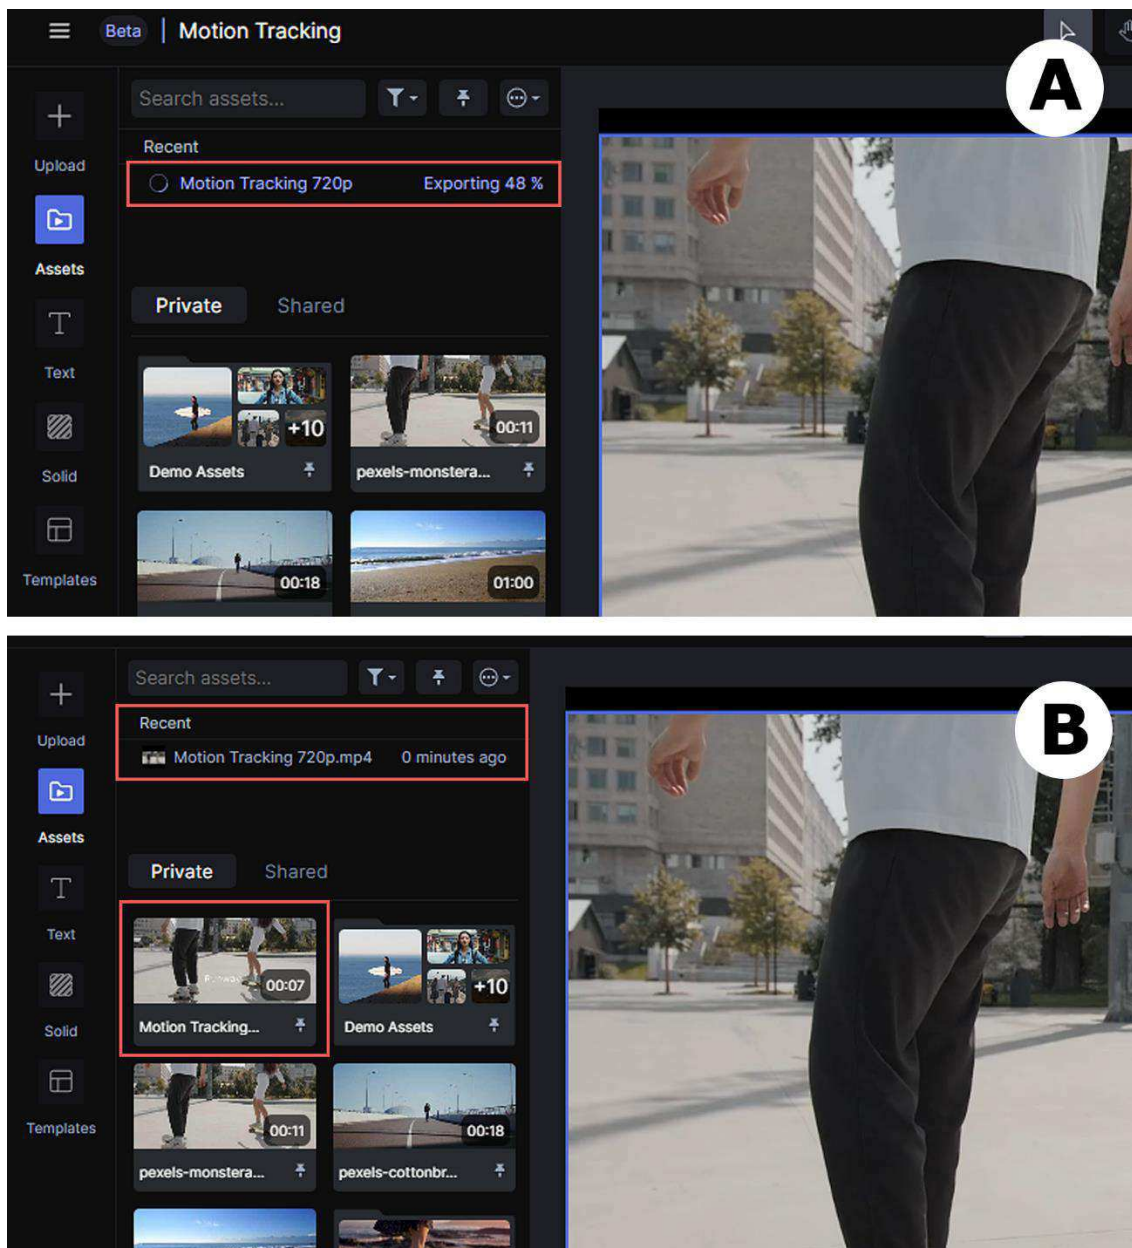 Beta | Motion Tracking
A
Search assets...
Upload
Recent
Motion Tracking 720p Exporting 48 %
Assets
Private Shared
Text
+10
00:11
Demo Assets pexels-monstera...
Solid
Templates
00:18 01:00
Search assets...
B
Upload
Recent
Motion Tracking 720p.mp4 0 minutes ago
Assets
Private Shared
Text
Runway
00:07 +10
Motion Tracking... Demo Assets
Solid
Templates
00:11 00:18
pexels-monstera... pexels-cottonbr...